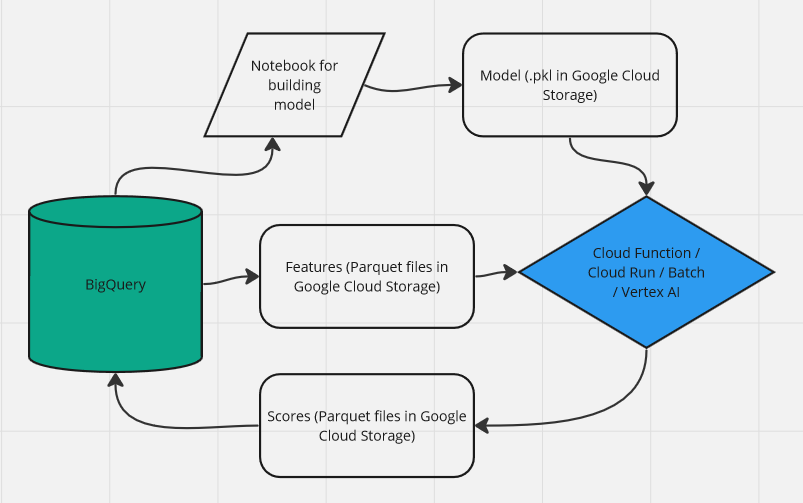 Notebook for
building
model
Model (.pkl in Google Cloud
Storage)
BigQuery
Features (Parquet files in
Google Cloud Storage)
Cloud Function /
Cloud Run / Batch
/ Vertex AI
Scores (Parquet files in Google
Cloud Storage)